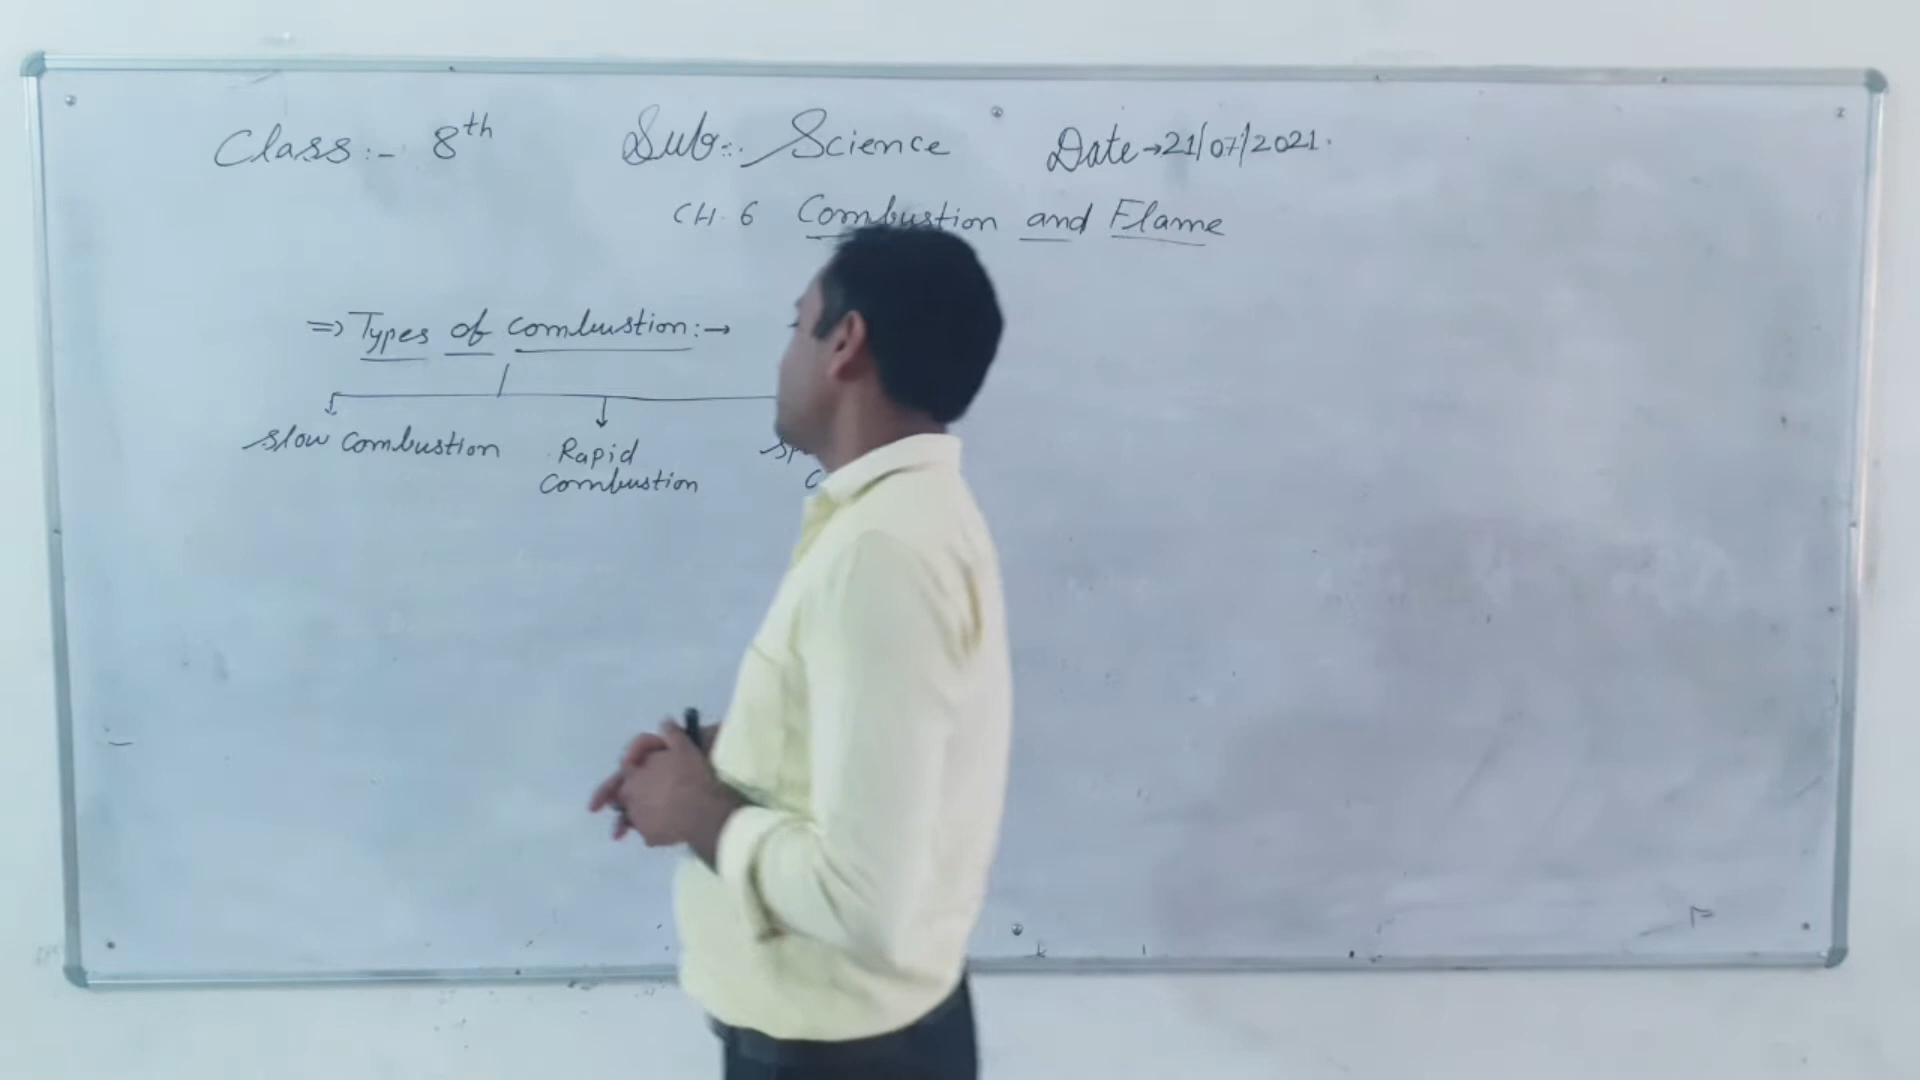 Class:- 8th Sub:. Science Date→21/07/2021.
CH. 6 Combustion and Flame
⇒ Types of combustion:→
Slow Combustion
Rapid
Combustion